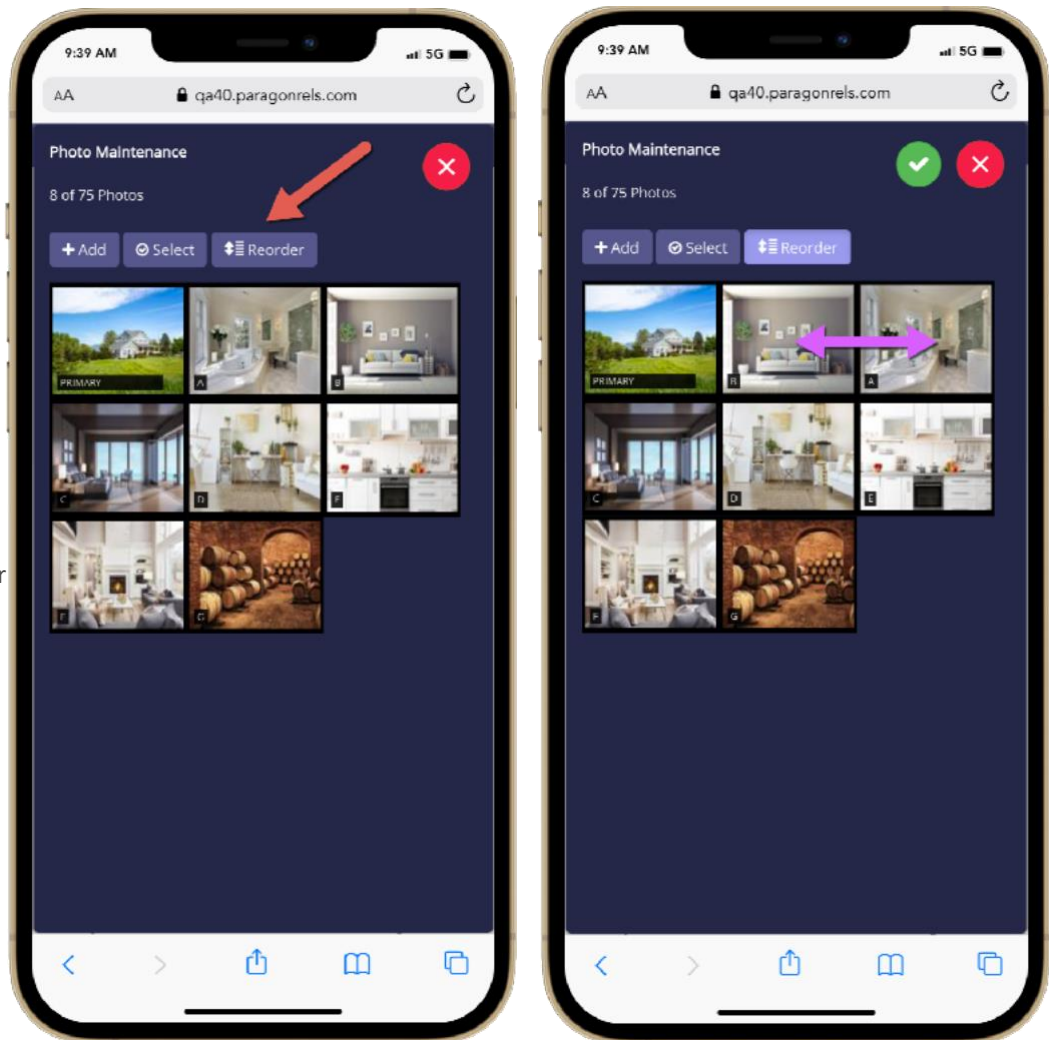 9:39 AM
5G
AA
qa40.paragonrels.com
Photo Maintenance
8 of 75 Photos
+ Add
Select
Reorder
PRIMARY
A
B
C
D
G
r
9:39 AM
5G
AA
qa40.paragonrels.com
Photo Maintenance
8 of 75 Photos
+ Add
Select
Reorder
PRIMARY
B
A
C
D
E
F
G